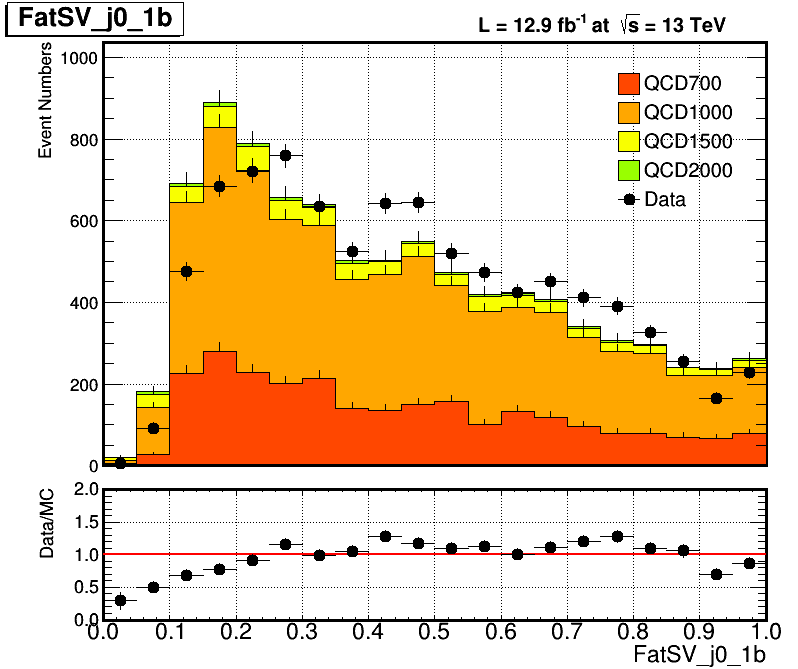 FatSV_j0_1b
L = 12.9 fb-1 at √s = 13 TeV
Event Numbers
1000
800
600
400
200
0
QCD700
QCD1000
QCD1500
QCD2000
Data
Data/MC
2.0
1.5
1.0
0.5
0.0
0.0 0.1 0.2 0.3 0.4 0.5 0.6 0.7 0.8 0.9 1.0
FatSV_j0_1b